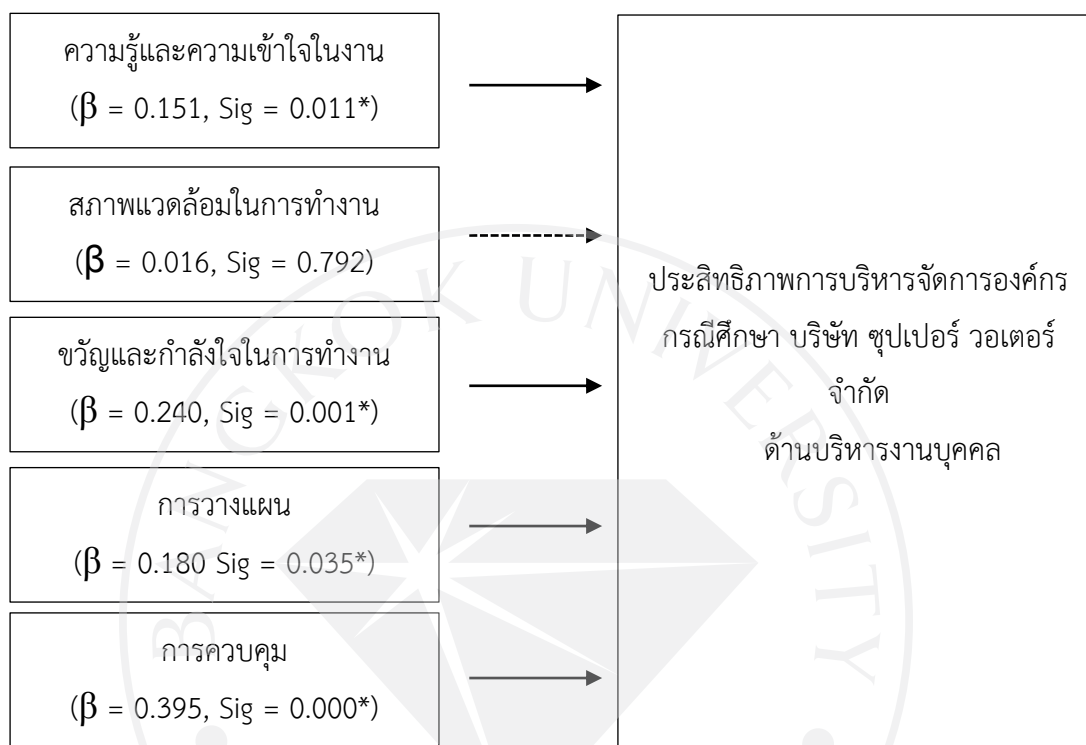 ความรู้และความเข้าใจในงาน
(β = 0.151, Sig = 0.011*)
สภาพแวดล้อมในการทำงาน
(β = 0.016, Sig = 0.792)
ขวัญและกำลังใจในการทำงาน
(β = 0.240, Sig = 0.001*)
การวางแผน
(β = 0.180 Sig = 0.035*)
การควบคุม
(β = 0.395, Sig = 0.000*)
ประสิทธิภาพการบริหารจัดการองค์กร
กรณีศึกษา บริษัท ซุปเปอร์ วอเตอร์
จำกัด
ด้านบริหารงานบุคคล
BANGKOK UNIVERSITY